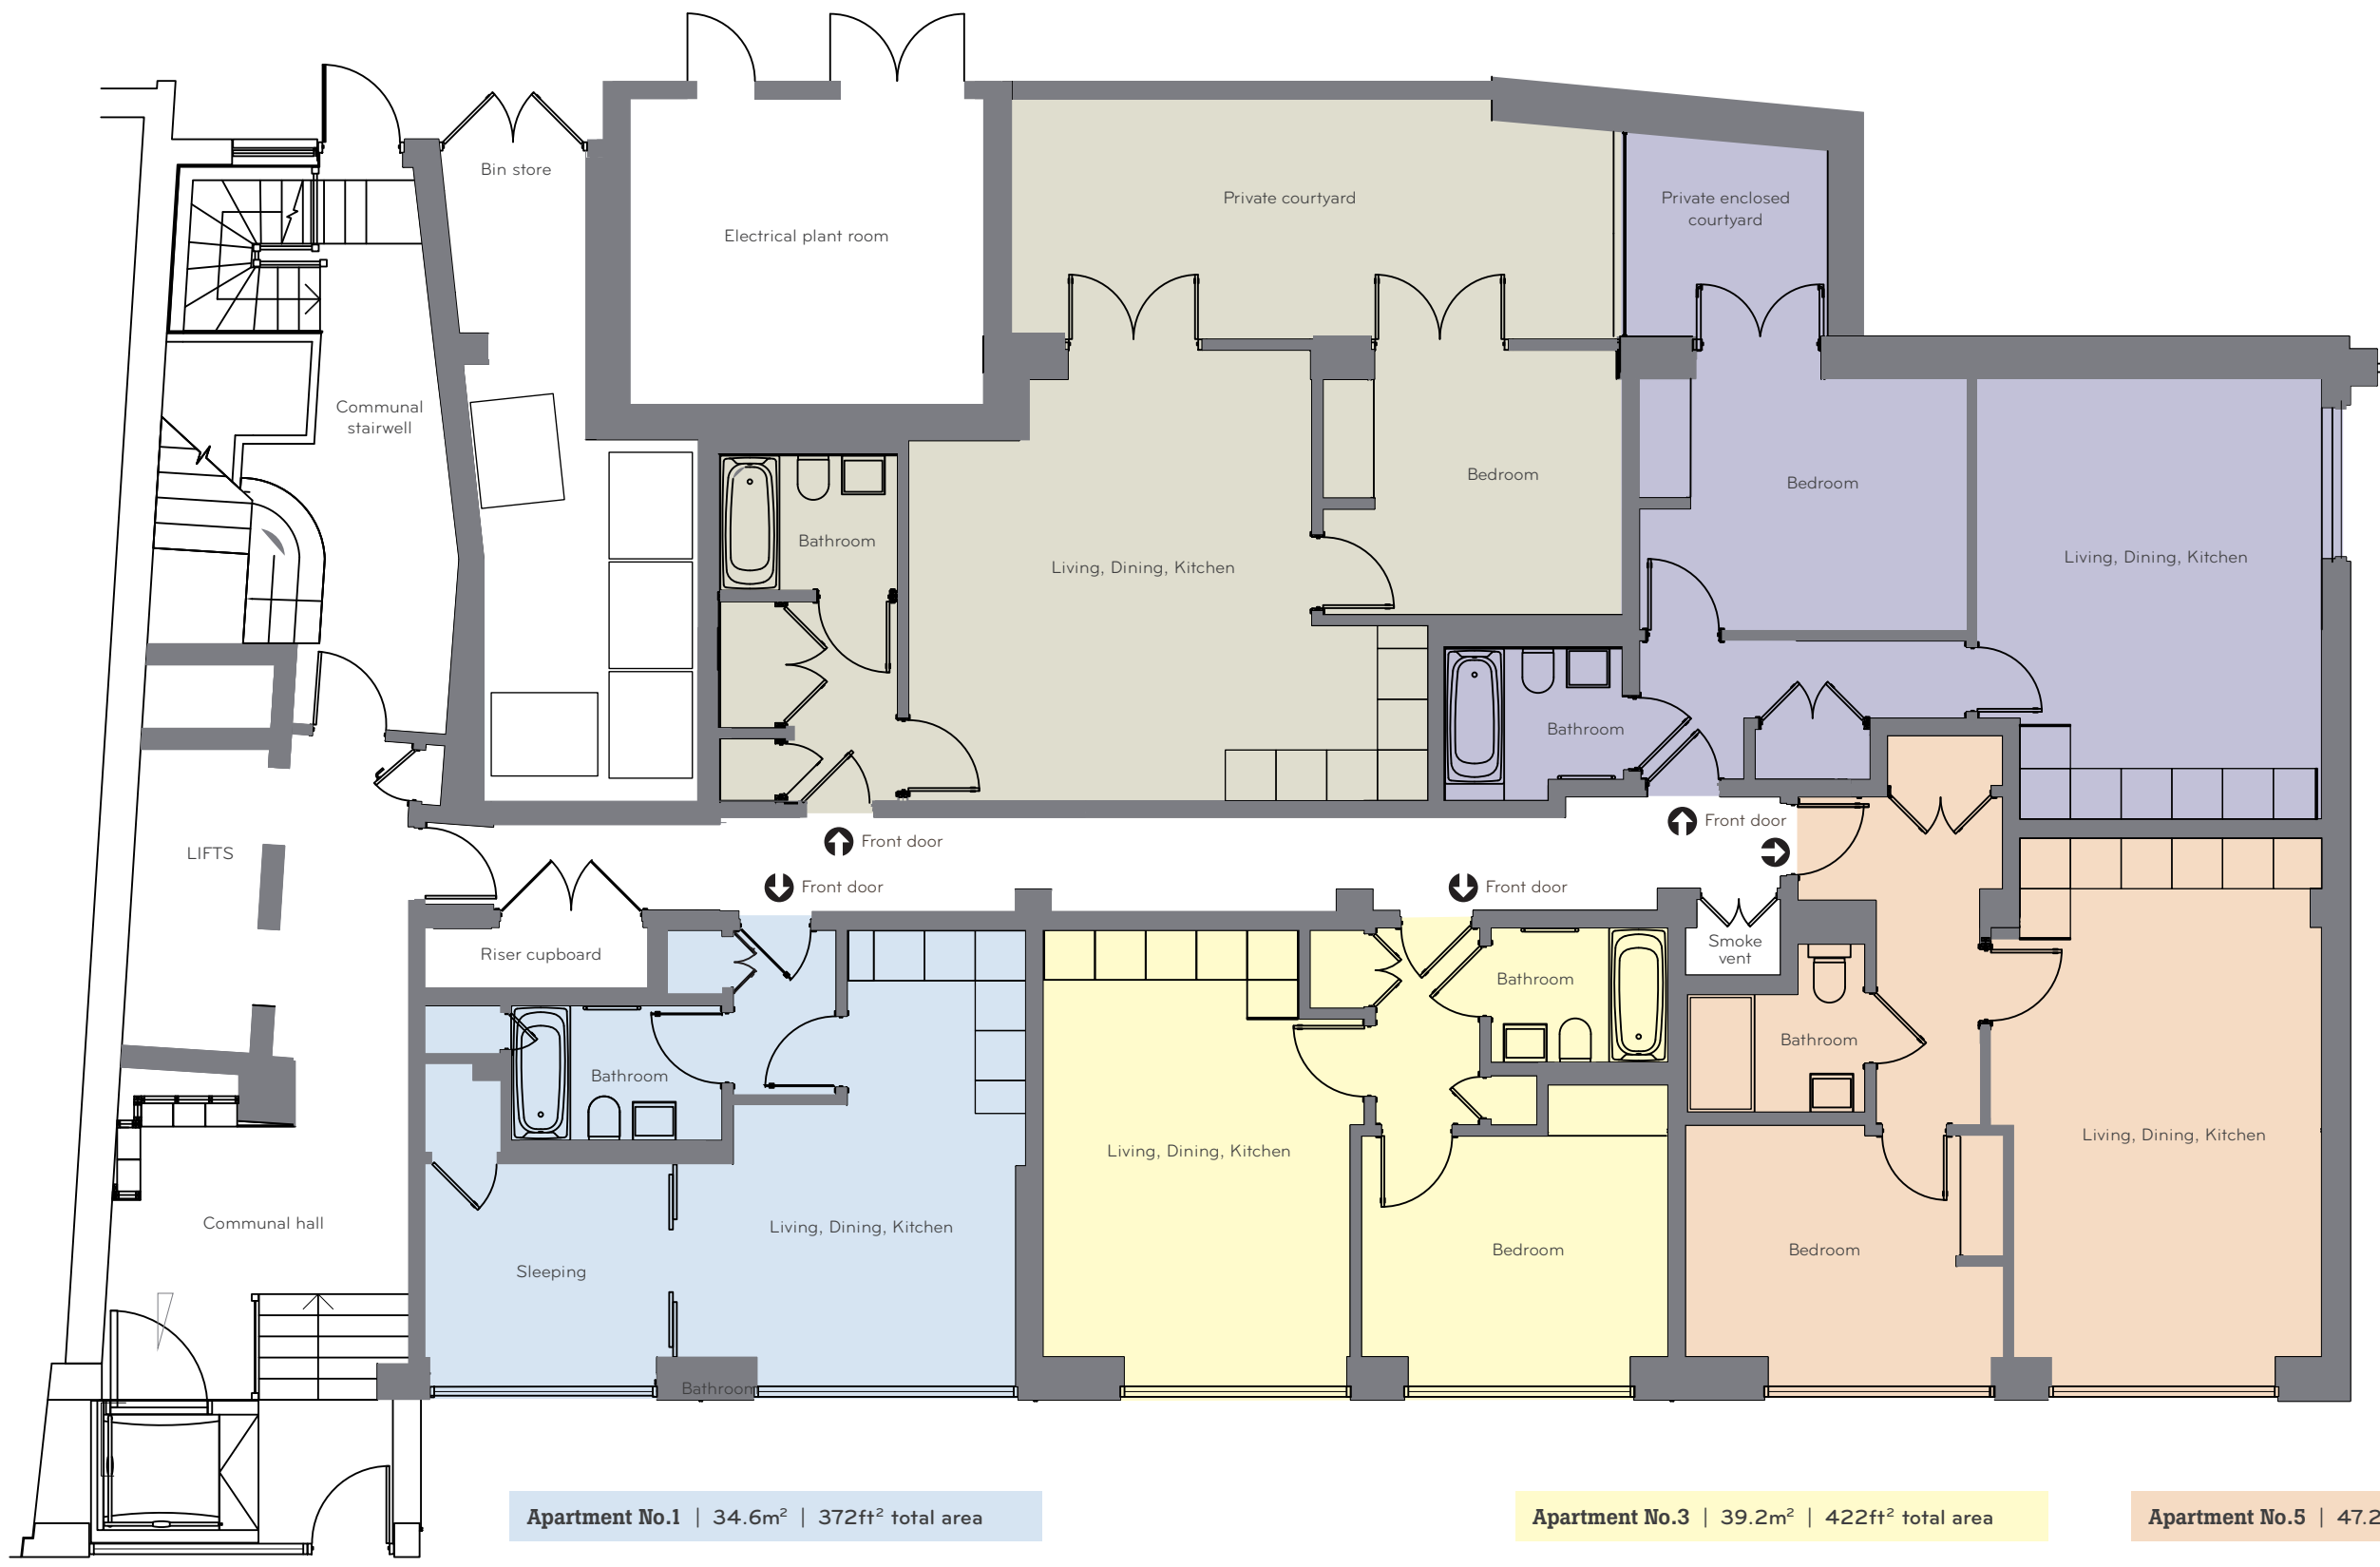 Bin store
Electrical plant room
Private courtyard
Private enclosed
courtyard
Communal
stairwell
Bathroom
Living, Dining, Kitchen
Bedroom
Bedroom
Living, Dining, Kitchen
Bathroom
LIFTS
Front door
Front door
Front door
Front door
Riser cupboard
Smoke
vent
Bathroom
Bathroom
Bathroom
Living, Dining, Kitchen
Living, Dining, Kitchen
Communal hall
Living, Dining, Kitchen
Sleeping
Bedroom
Bedroom
Bathroom
Apartment No.1 | 34.6m² | 372ft² total area
Apartment No.3 | 39.2m² | 422ft² total area
Apartment No.5 | 47.2